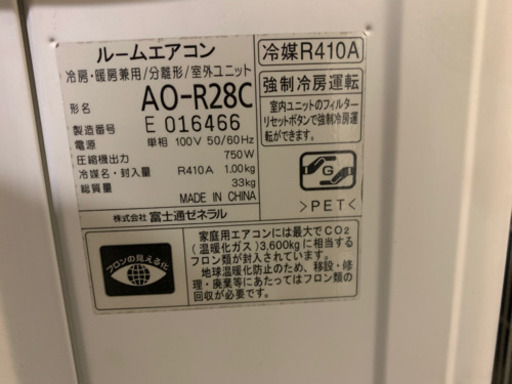 ルームエアコン
冷房・暖房兼用/分離形/室外ユニット
形名 AO-R28C
製造番号 E 016466
電源 単相 100V 50/60Hz
圧縮機出力 750W
冷媒名・封入量 R410A 1.00kg
総質量 33kg
MADE IN CHINA
株式会社 富士通ゼネラル
冷媒R410A
強制冷房運転
室内ユニットのフィルター
リセットボタンで強制冷房運
転ができます。
G
>PET<
フロンの見える化
家庭用エアコンには最大でCO2
(温暖化ガス)3,600kgに相当する
フロン類が封入されています。
地球温暖化防止のため、移設・修
理・廃棄等にあたってはフロン類の
回収が必要です。